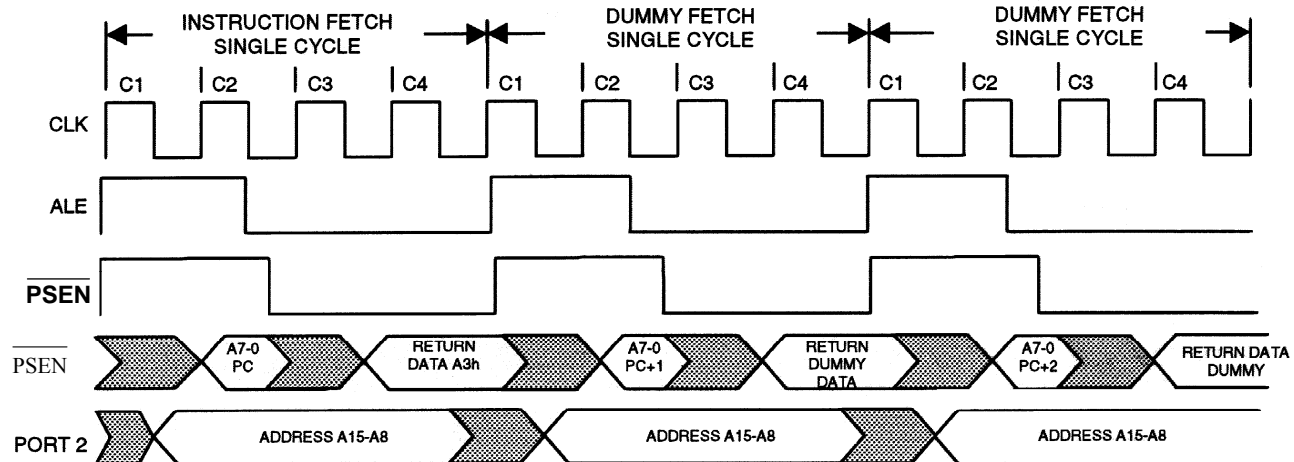 INSTRUCTION FETCH
SINGLE CYCLE
DUMMY FETCH
SINGLE CYCLE
DUMMY FETCH
SINGLE CYCLE
C1 C2 C3 C4 C1 C2 C3 C4 C1 C2 C3 C4
CLK
ALE
PSEN
PSEN
A7-0
PC
RETURN
DATA A3h
A7-0
PC+1
RETURN
DUMMY
DATA
A7-0
PC+2
RETURN DATA
DUMMY
PORT 2
ADDRESS A15-A8
ADDRESS A15-A8
ADDRESS A15-A8